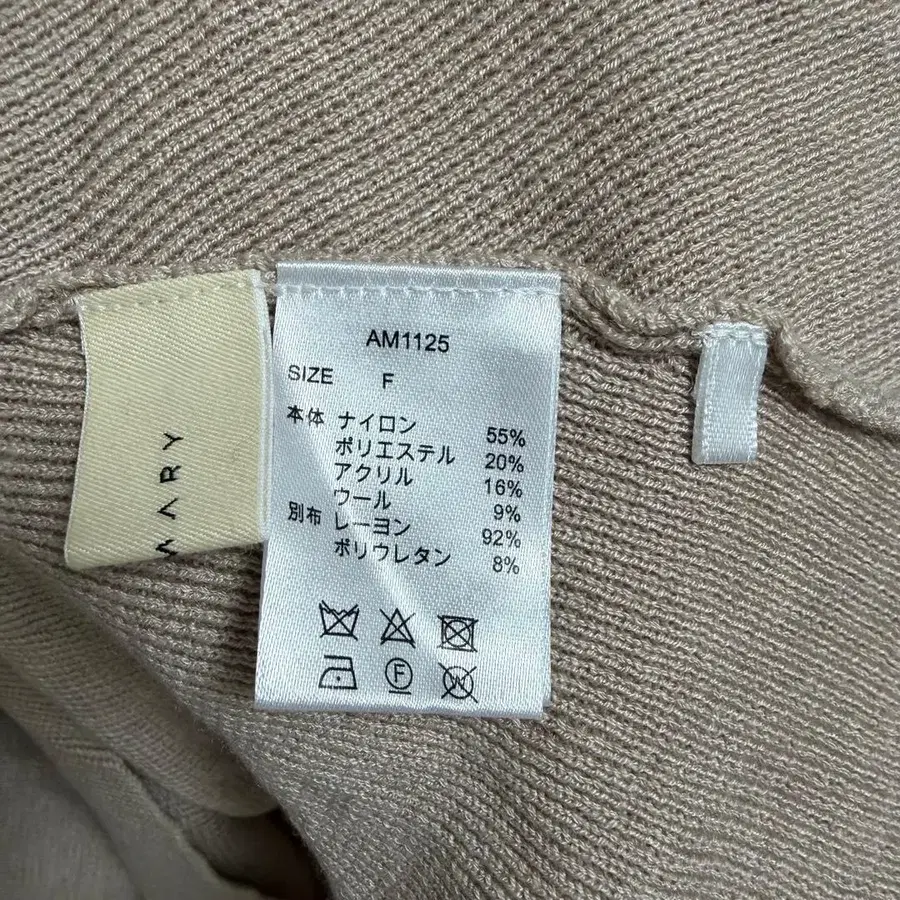 MARY
AM1125
SIZE F
本体 ナイロン 55%
ポリエステル 20%
アクリル 16%
ウール 9%
別布 レーヨン 92%
ポリウレタン 8%
F
W